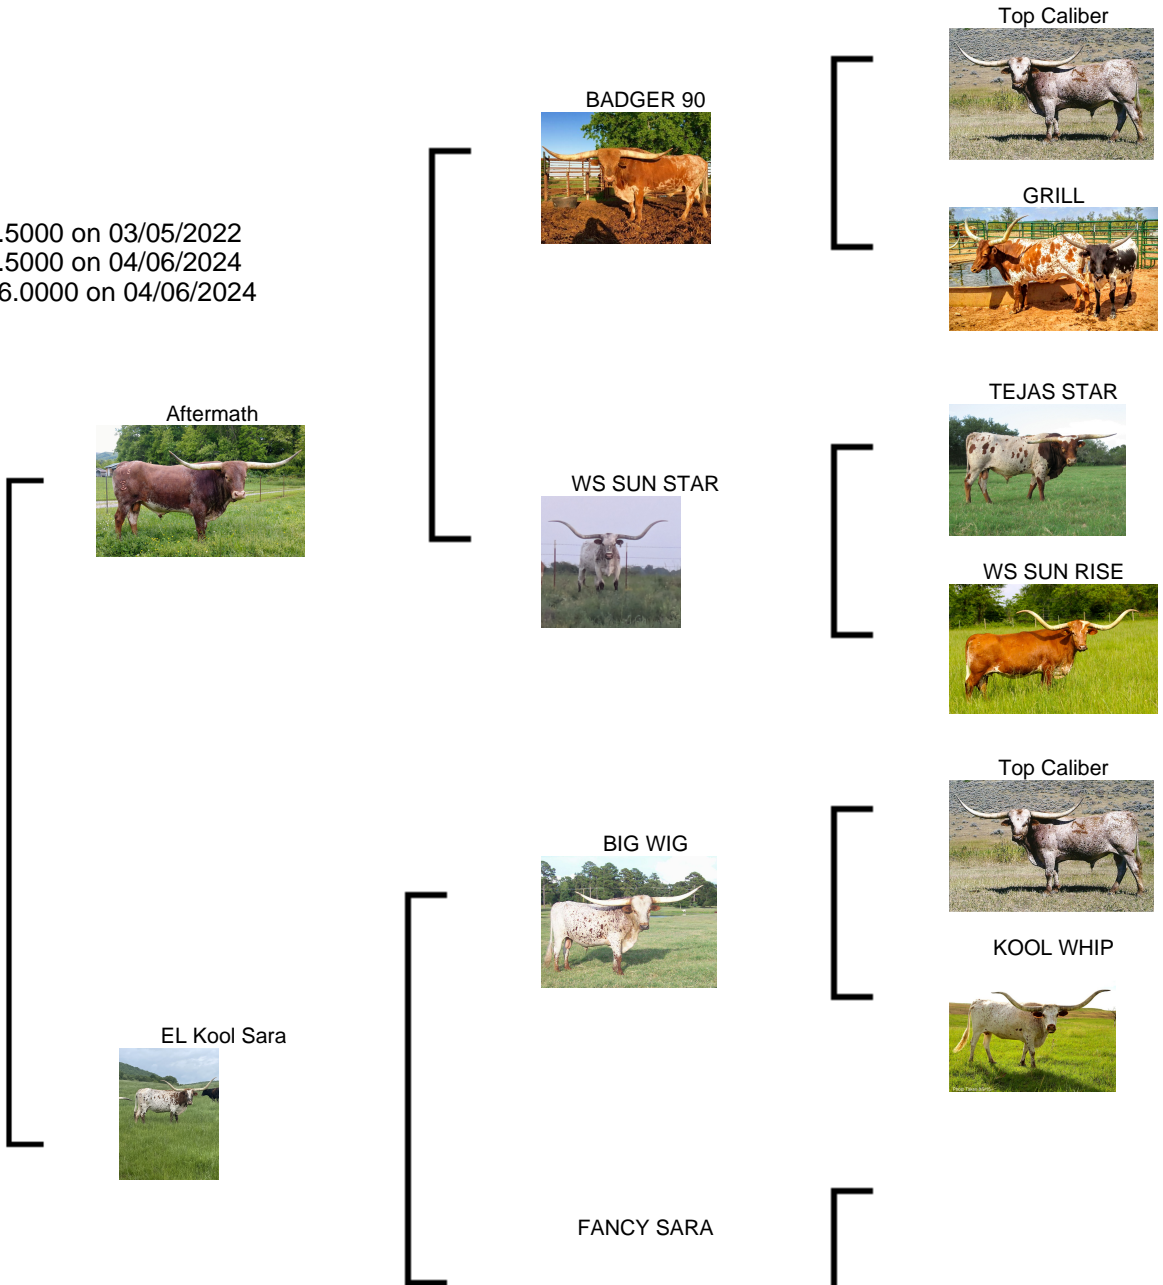 Top Caliber
BADGER 90
GRILL
.5000 on 03/05/2022
.5000 on 04/06/2024
6.0000 on 04/06/2024
TEJAS STAR
Aftermath
WS SUN STAR
WS SUN RISE
Top Caliber
BIG WIG
KOOL WHIP
EL Kool Sara
FANCY SARA